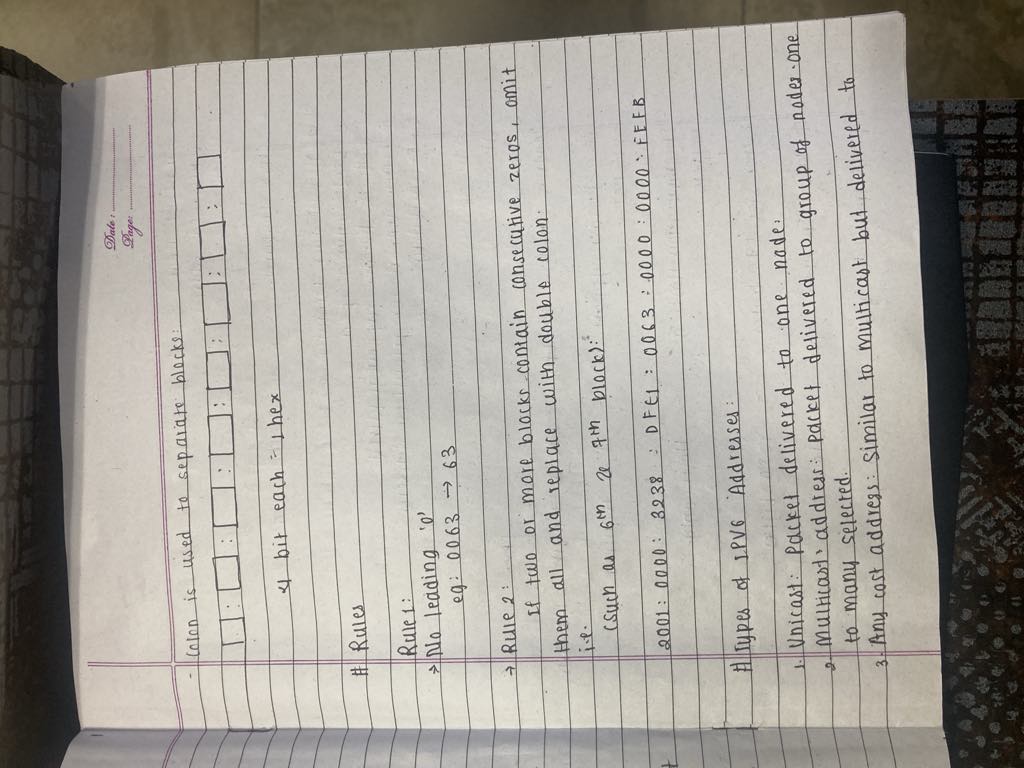 Date:
Page:
- Colon is used to separate blocks:
: : : : : : :
4 bit each = 1 hex
# Rules
Rule 1:
→ No leading '0'
eg: 0063 → 63
→ Rule 2:
If two or more blocks contain consecutive zeros, omit
them all and replace with double colon.
i.e.
(such as 6th & 7th block):
2001: 0000: 3238 : DFE1 : 0063 : 0000 : 0000 : FEFB
# Types of IPV6 Addresses:
1. Unicast: Packet delivered to one node.
2. Multicast address: Packet delivered to group of nodes. one
to many selected.
3. Any cast address: Similar to multicast but delivered to